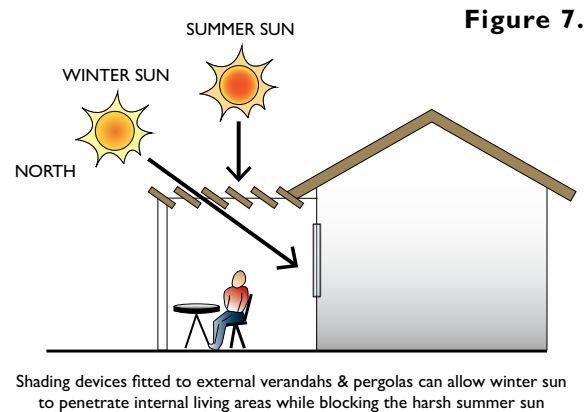 Figure 7.
SUMMER SUN
WINTER SUN
NORTH
Shading devices fitted to external verandahs & pergolas can allow winter sun
to penetrate internal living areas while blocking the harsh summer sun